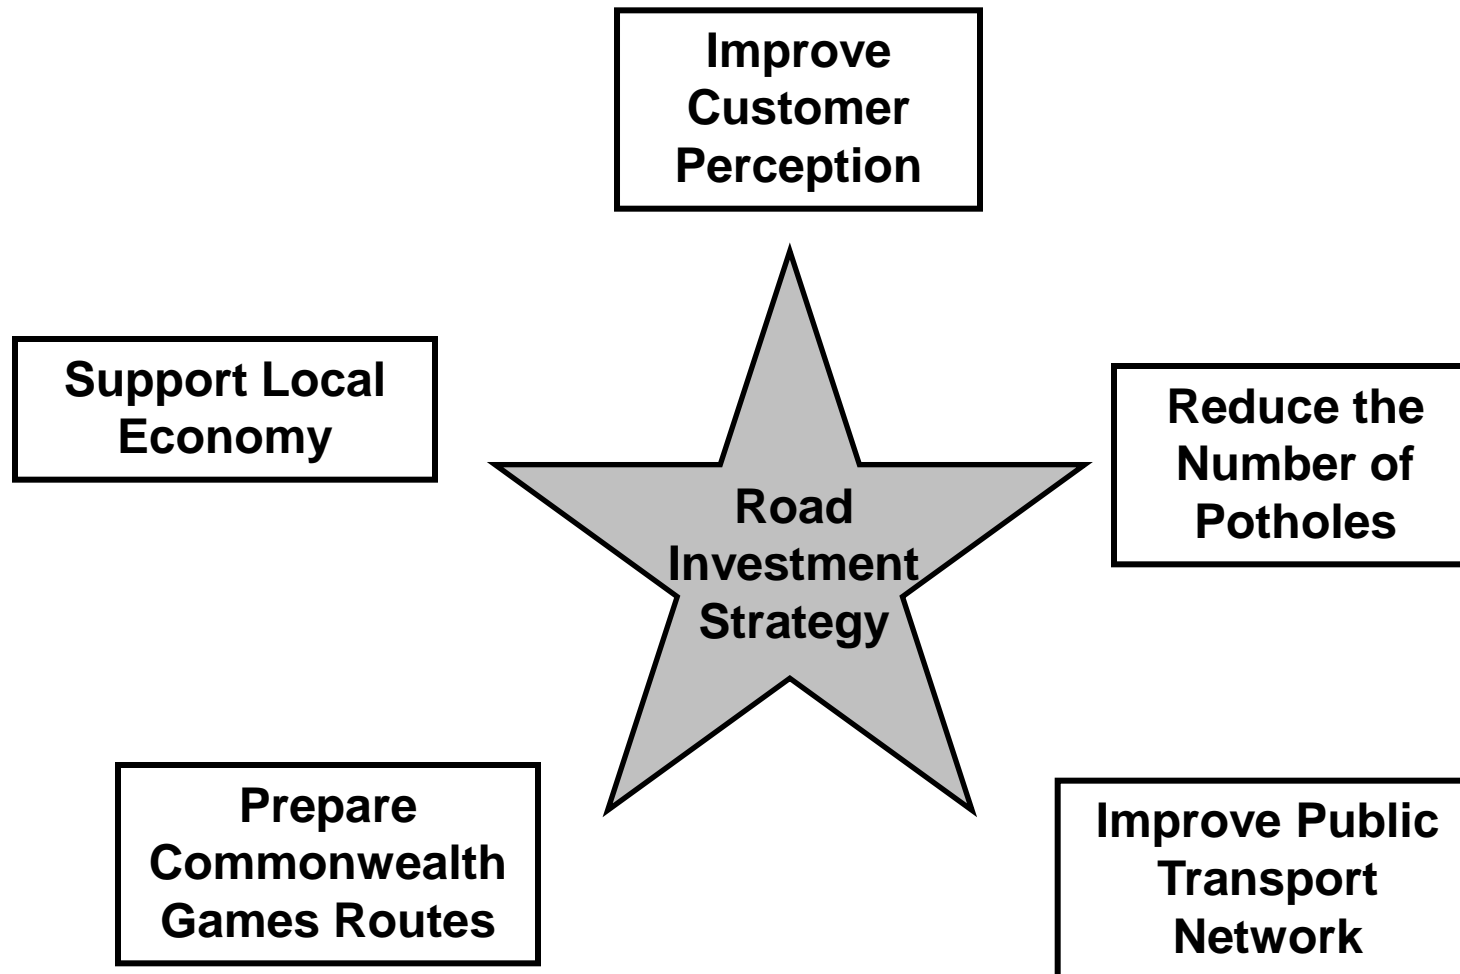 Improve
Customer
Perception
Support Local
Economy
Reduce the
Number of
Potholes
Road
Investment
Strategy
Prepare
Commonwealth
Games Routes
Improve Public
Transport
Network